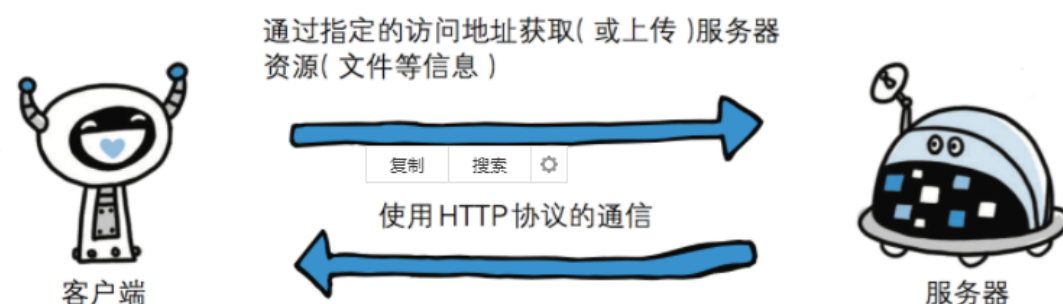 通过指定的访问地址获取( 或上传 )服务器
资源( 文件等信息 )
复制 搜索
使用HTTP协议的通信
客户端 服务器